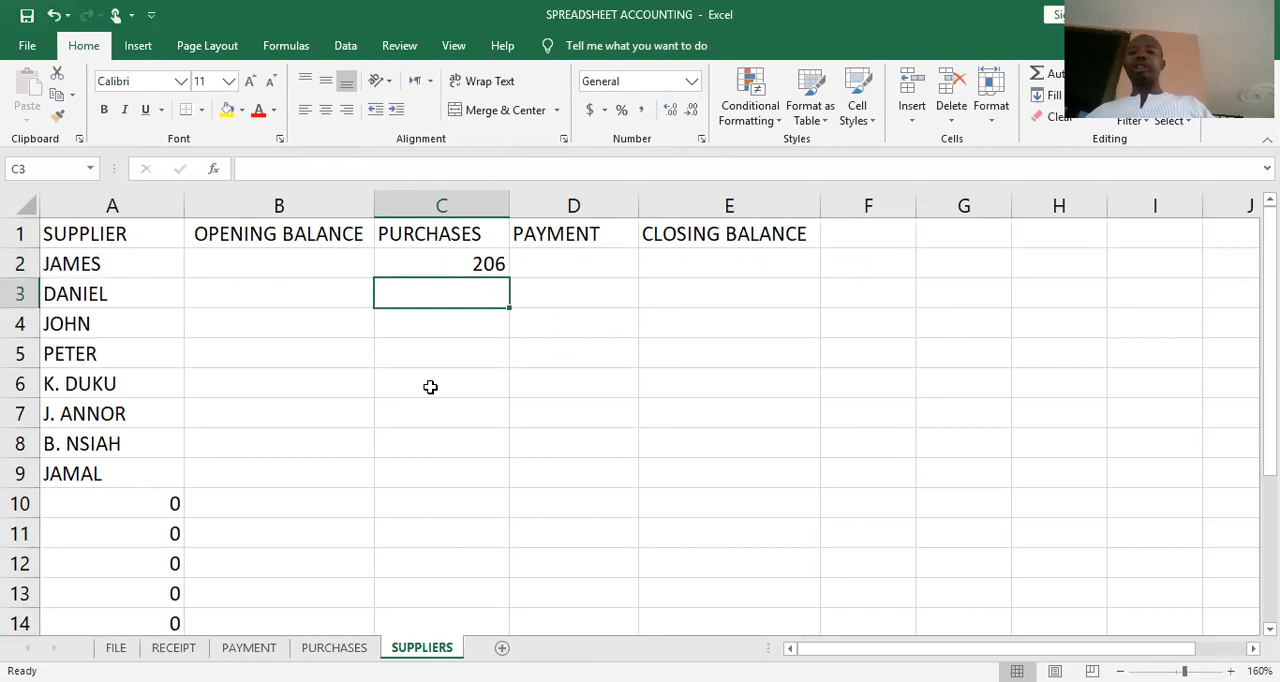 SPREADSHEET ACCOUNTING - Excel
File Home Insert Page Layout Formulas Data Review View Help Tell me what you want to do
Paste
Calibri 11
B I U A
Wrap Text
Merge & Center
General
$ % ,
Conditional Formatting
Format as Table
Cell Styles
Insert Delete Format
Fill
Filter Select
Clipboard Font Alignment Number Styles Cells Editing
C3 fx
A B C D E F G H I J
1 SUPPLIER OPENING BALANCE PURCHASES PAYMENT CLOSING BALANCE
2 JAMES 206
3 DANIEL
4 JOHN
5 PETER
6 K. DUKU
7 J. ANNOR
8 B. NSIAH
9 JAMAL
10 0
11 0
12 0
13 0
14 0
FILE RECEIPT PAYMENT PURCHASES SUPPLIERS
Ready 160%